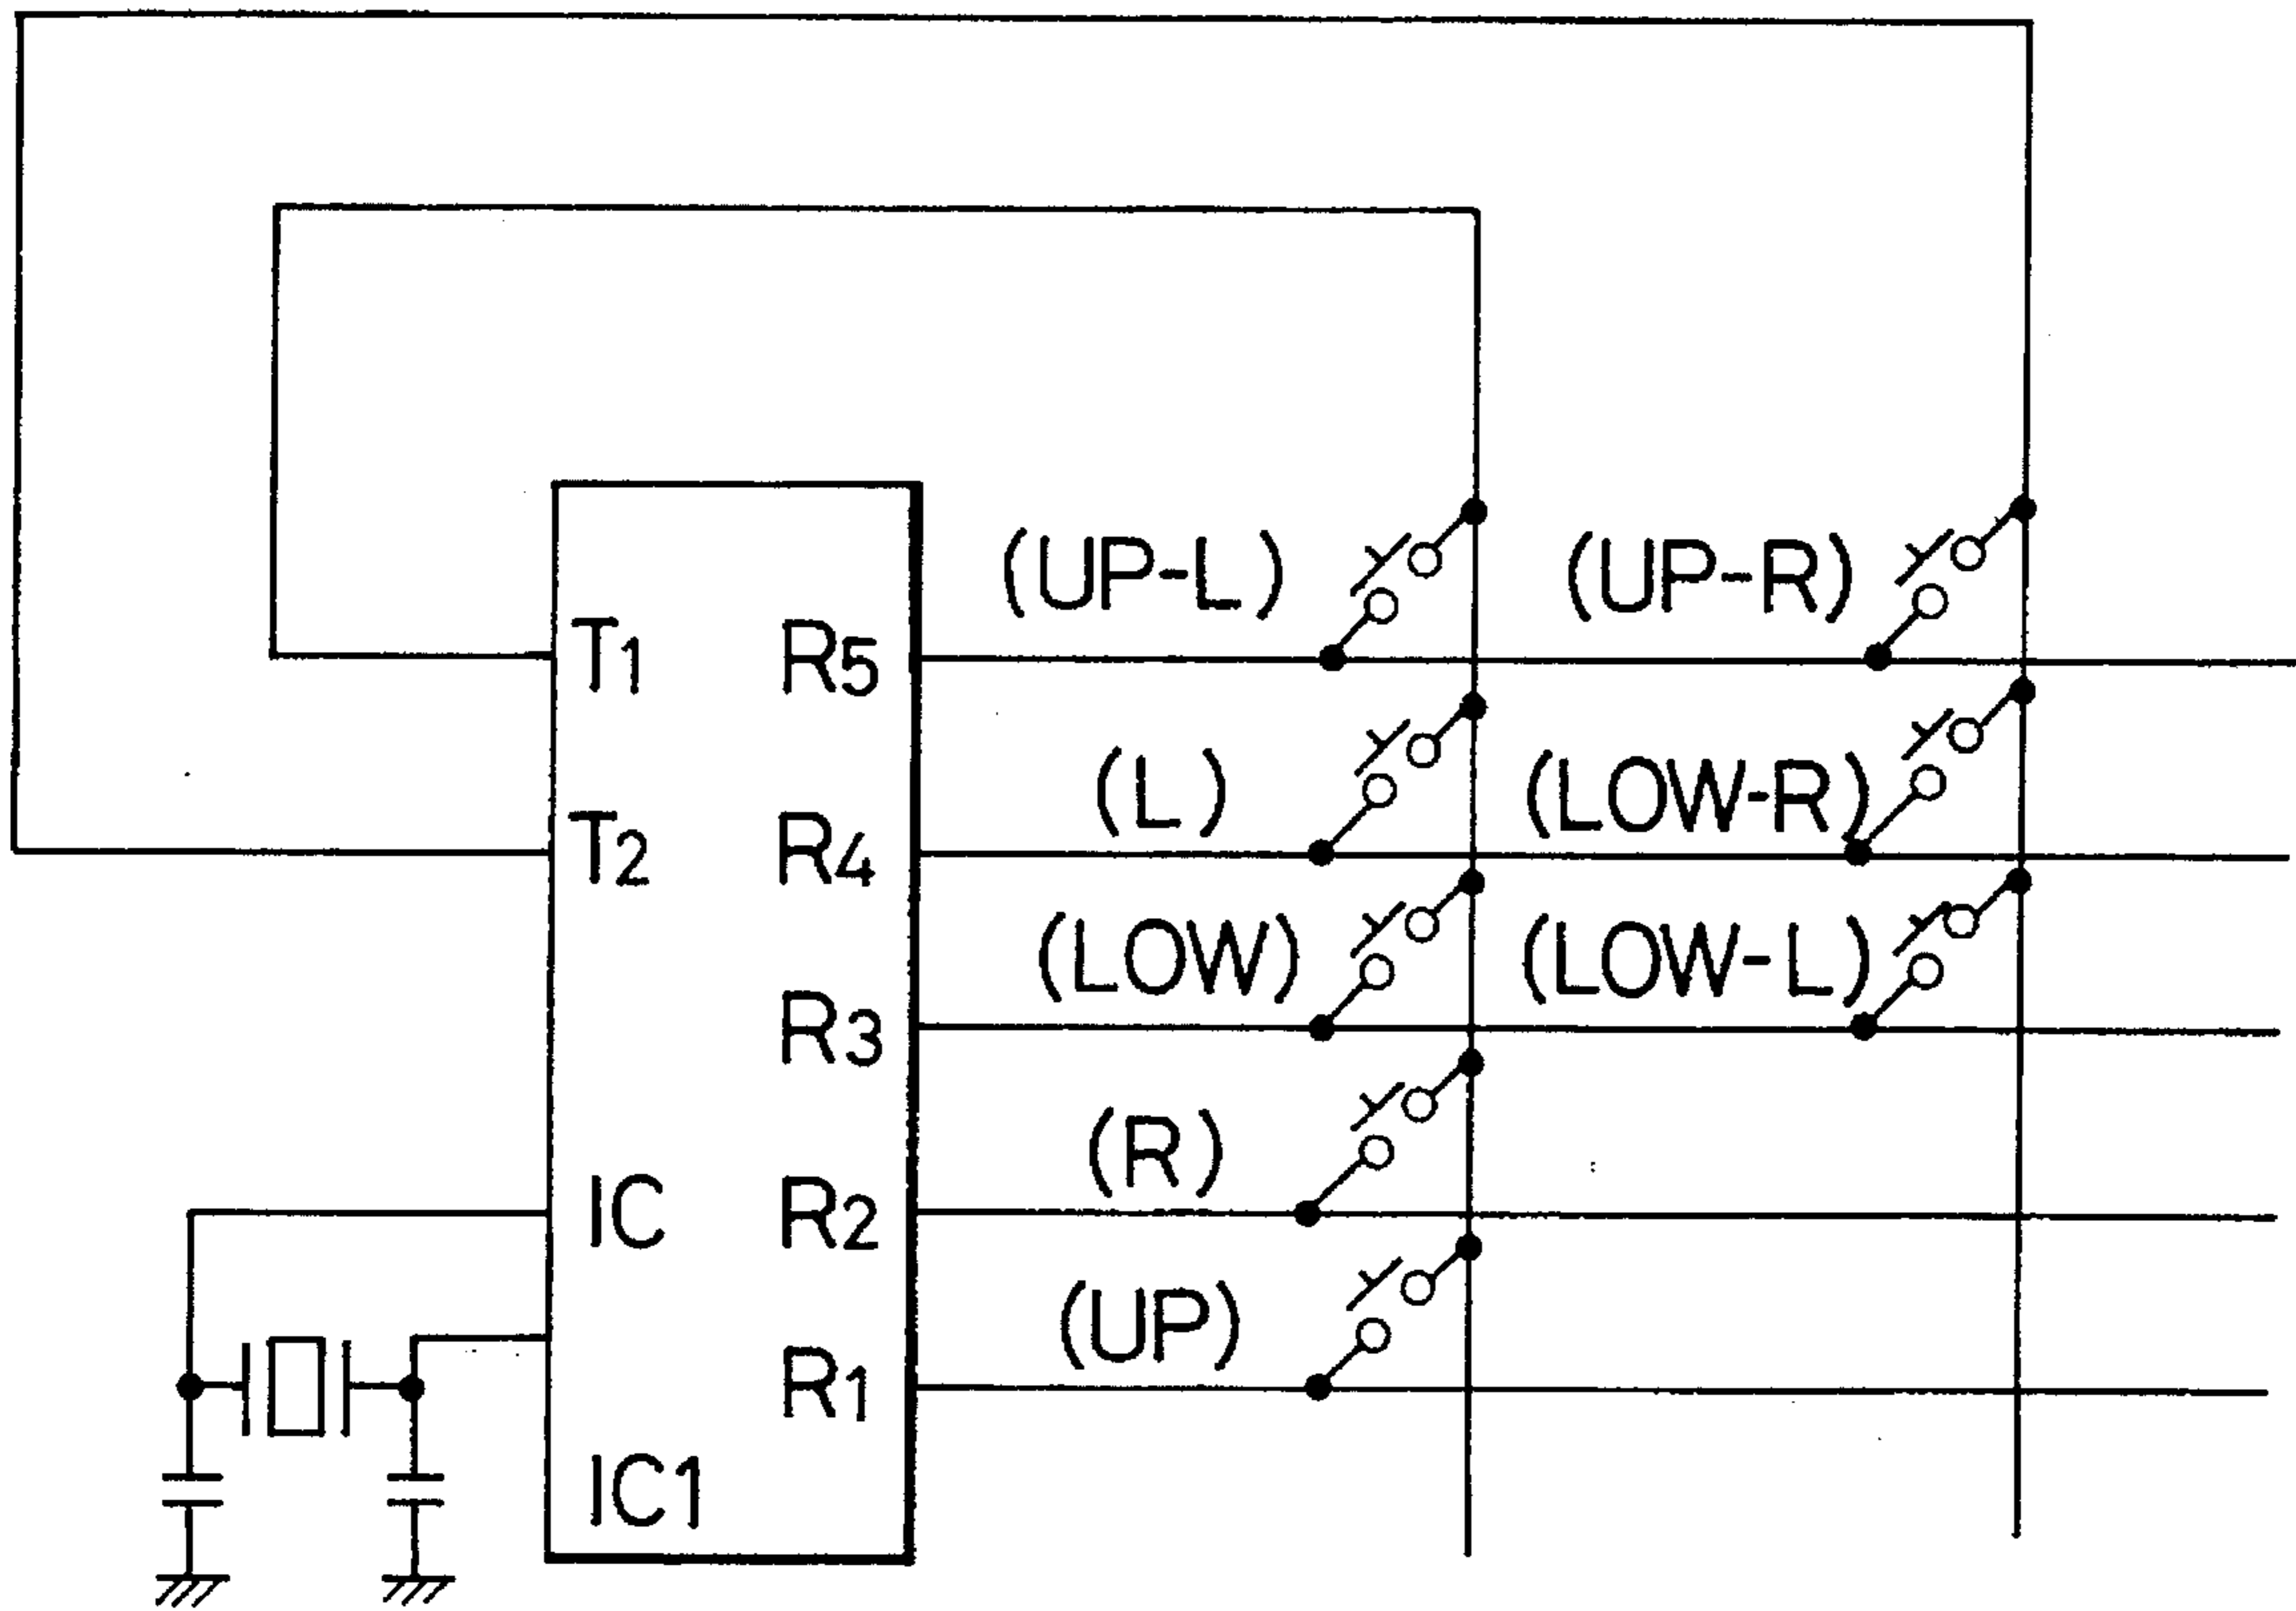 (UP-L) (UP-R)
T1 R5
(L) (LOW-R)
T2 R4
(LOW) (LOW-L)
R3
(R)
IC R2
(UP)
R1
IC1